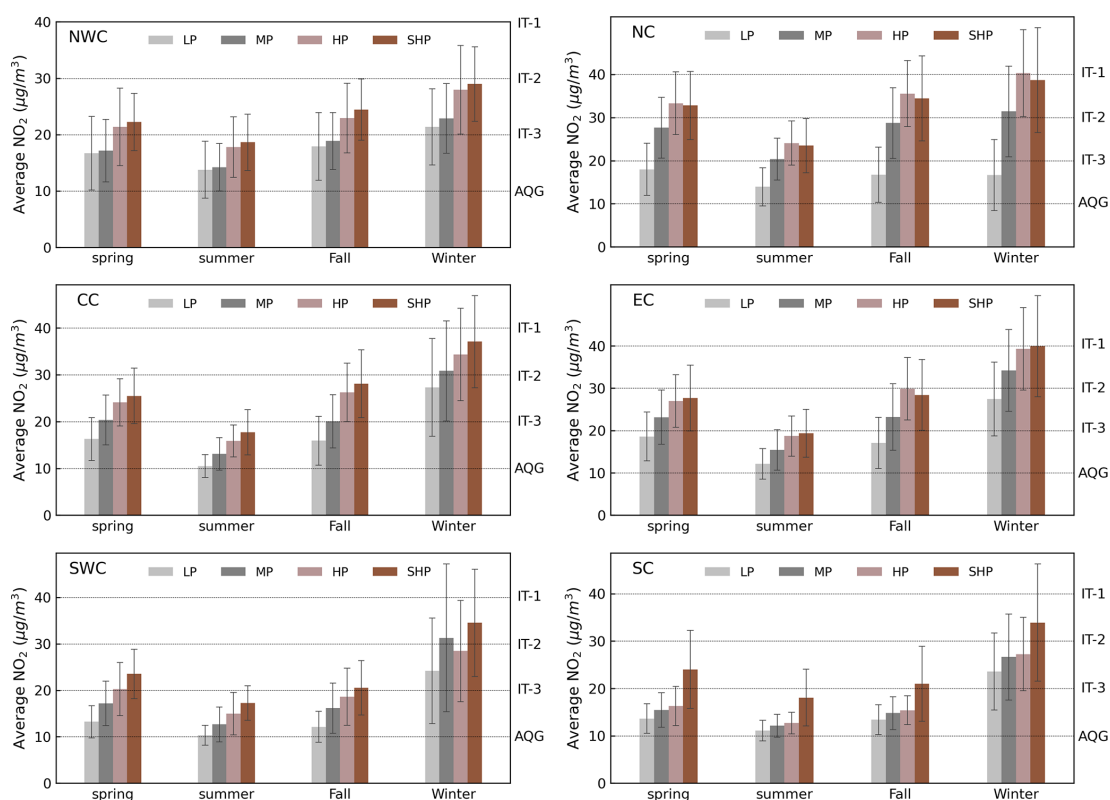 NWC
LP MP HP SHP
Average NO₂ (μg/m³)
40
30
20
10
0
IT-1
IT-2
IT-3
AQG
spring summer Fall Winter
NC
LP MP HP SHP
Average NO₂ (μg/m³)
40
30
20
10
0
IT-1
IT-2
IT-3
AQG
spring summer Fall Winter
CC
LP MP HP SHP
Average NO₂ (μg/m³)
40
30
20
10
0
IT-1
IT-2
IT-3
AQG
spring summer Fall Winter
EC
LP MP HP SHP
Average NO₂ (μg/m³)
40
30
20
10
0
IT-1
IT-2
IT-3
AQG
spring summer Fall Winter
SWC
LP MP HP SHP
Average NO₂ (μg/m³)
40
30
20
10
0
IT-1
IT-2
IT-3
AQG
spring summer Fall Winter
SC
LP MP HP SHP
Average NO₂ (μg/m³)
40
30
20
10
0
IT-1
IT-2
IT-3
AQG
spring summer Fall Winter